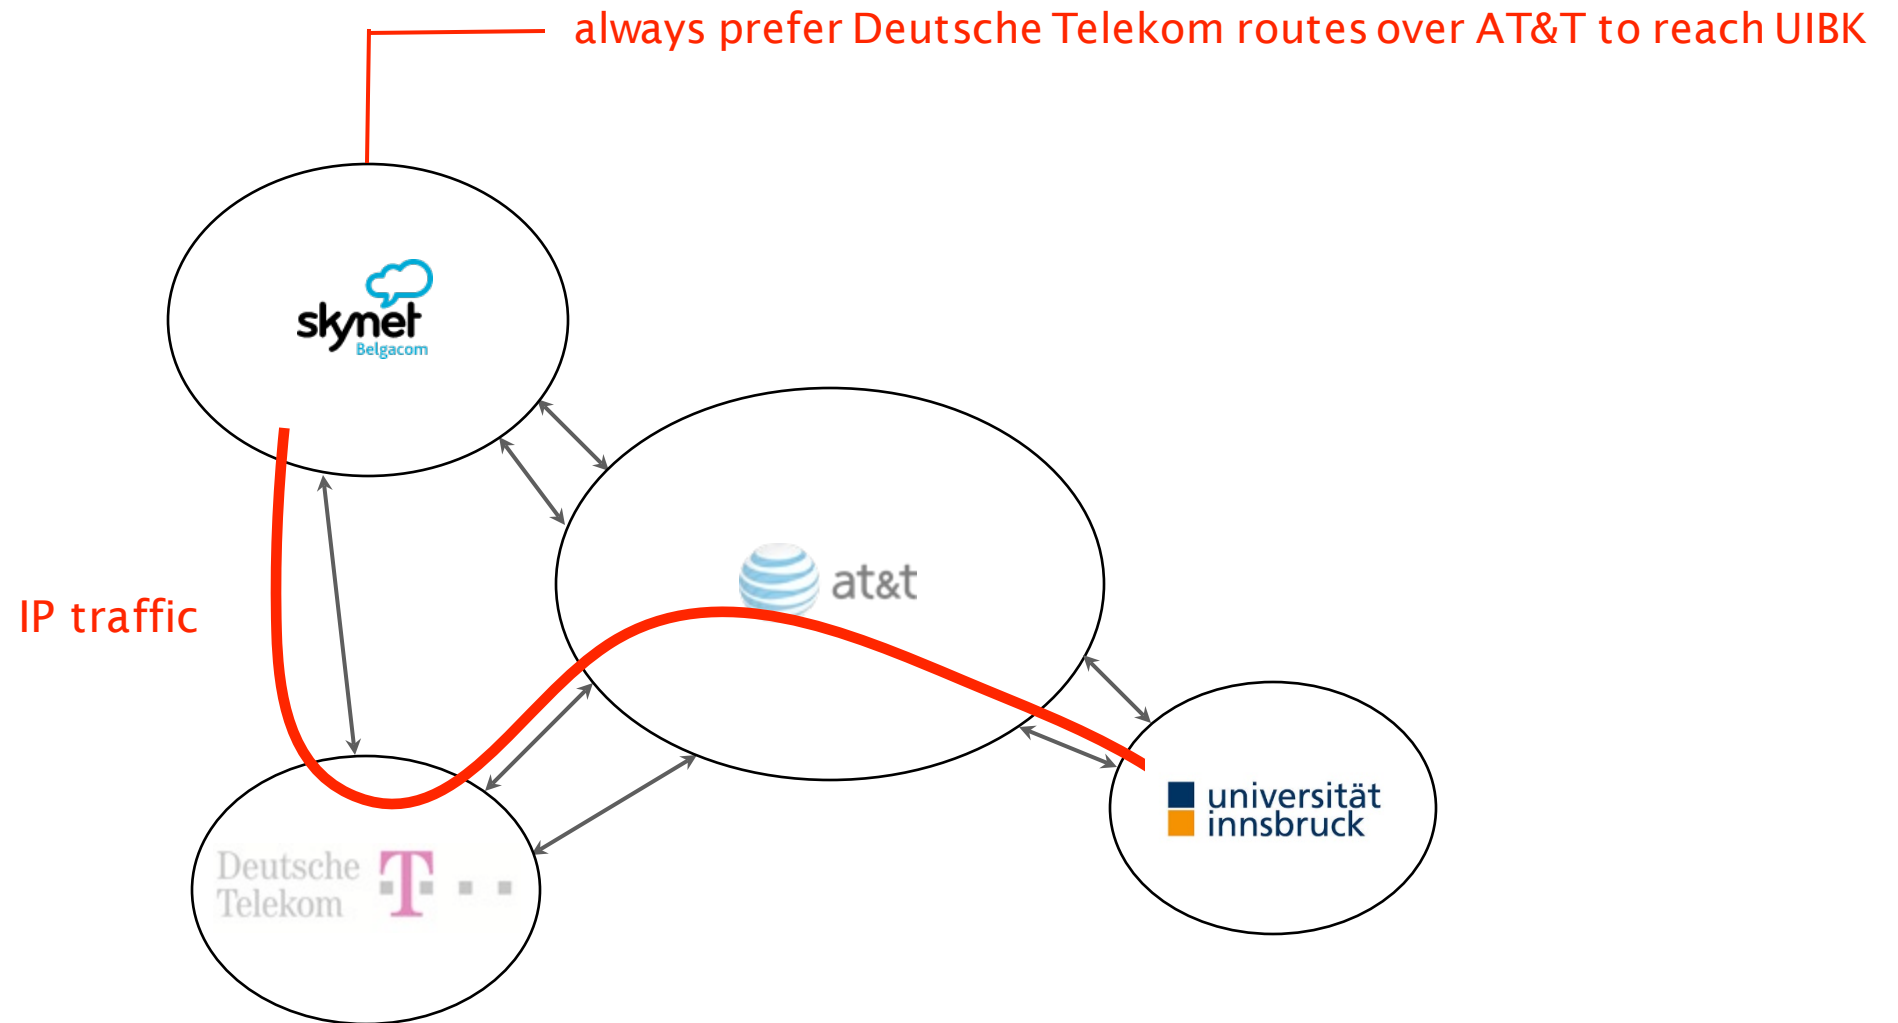 always prefer Deutsche Telekom routes over AT&T to reach UIBK
skynet
Belgacom
at&t
IP traffic
universität
innsbruck
Deutsche
Telekom
T